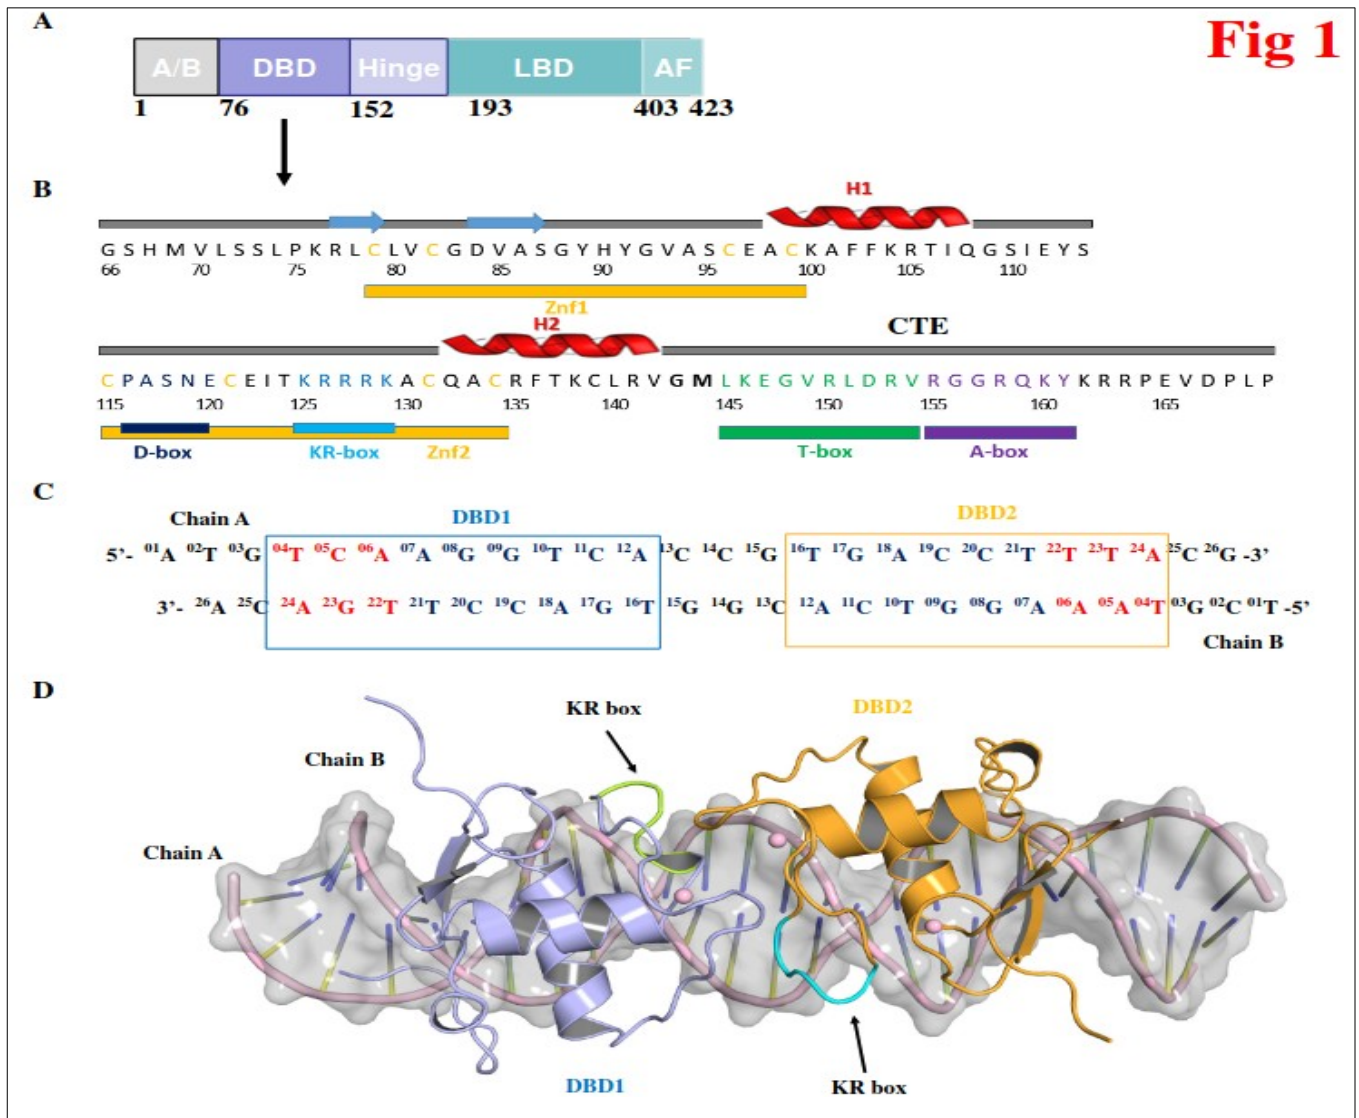 A
Fig 1
A/B DBD Hinge LBD AF
1 76 152 193 403 423
B
H1
G S H M V L S S L P K R L C L V C G D V A S G Y H Y G V A S C E A C K A F F K R T I Q G S I E Y S
66 70 75 80 85 90 95 100 105 110
Znf1
H2
CTE
C P A S N E C E I T K R R R K A C Q A C R F T K C L R V G M L K E G V R L D R V R G G R Q K Y K R R P E V D P L P
115 120 125 130 135 140 145 150 155 160 165
D-box KR-box Znf2 T-box A-box
C
Chain A DBD1 DBD2
5’- 01A 02T 03G 04T 05C 06A 07A 08G 09G 10T 11C 12A 13C 14C 15G 16T 17G 18A 19C 20C 21T 22T 23T 24A 25C 26G -3’
3’- 26A 25C 24A 23G 22T 21T 20C 19C 18A 17G 16T 15G 14G 13C 12A 11C 10T 09G 08G 07A 06A 05A 04T 03G 02C 01T -5’
Chain B
D
KR box
DBD2
Chain B
Chain A
DBD1
KR box